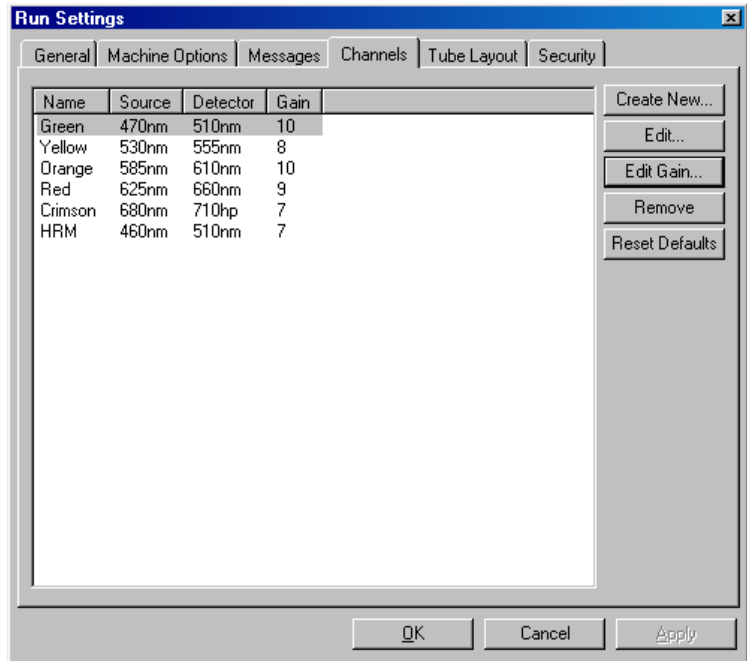 Run Settings
General Machine Options Messages Channels Tube Layout Security
Name Source Detector Gain
Green 470nm 510nm 10
Yellow 530nm 555nm 8
Orange 585nm 610nm 10
Red 625nm 660nm 9
Crimson 680nm 710hp 7
HRM 460nm 510nm 7
Create New...
Edit...
Edit Gain...
Remove
Reset Defaults
OK Cancel Apply